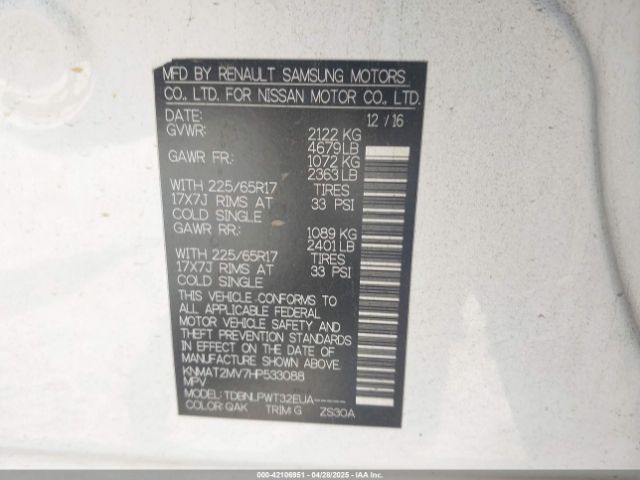 MFD BY RENAULT SAMSUNG MOTORS
CO., LTD. FOR NISSAN MOTOR CO., LTD.
DATE: 12 / 16
GVWR: 2122 KG
4679 LB
GAWR FR: 1072 KG
2363 LB
WITH 225/65R17 TIRES
17X7J RIMS AT 33 PSI
COLD SINGLE
GAWR RR: 1089 KG
2401 LB
WITH 225/65R17 TIRES
17X7J RIMS AT 33 PSI
COLD SINGLE
THIS VEHICLE CONFORMS TO
ALL APPLICABLE FEDERAL
MOTOR VEHICLE SAFETY AND
THEFT PREVENTION STANDARDS
IN EFFECT ON THE DATE OF
MANUFACTURE SHOWN ABOVE.
KNMAT2MV7HP533088
MPV
MODEL: TDBNLPWT32EUA-----
COLOR: QAK TRIM: G ZS30A
000-42106951 - 04/28/2025 - IAAI.COM